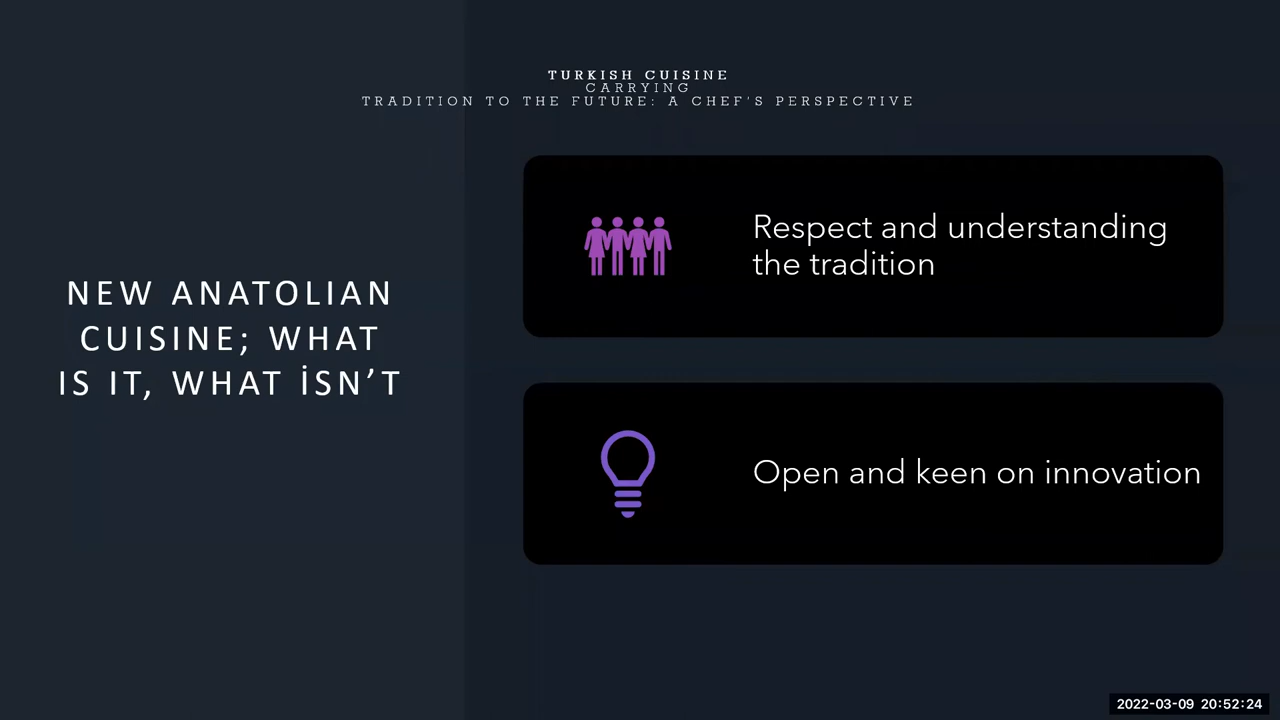 TURKISH CUISINE
CARRYING
TRADITION TO THE FUTURE: A CHEF'S PERSPECTIVE
NEW ANATOLIAN
CUISINE; WHAT
IS IT, WHAT İSN’T
Respect and understanding
the tradition
Open and keen on innovation
2022-03-09 20:52:24